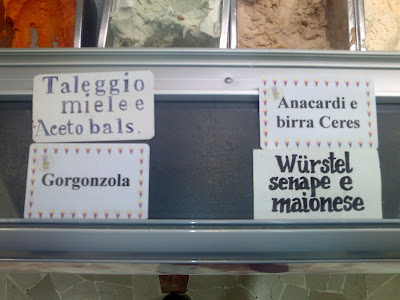 Taleggio
miele e
Aceto bals.
Gorgonzola
Anacardi e
birra Ceres
Würstel
senape e
maionese